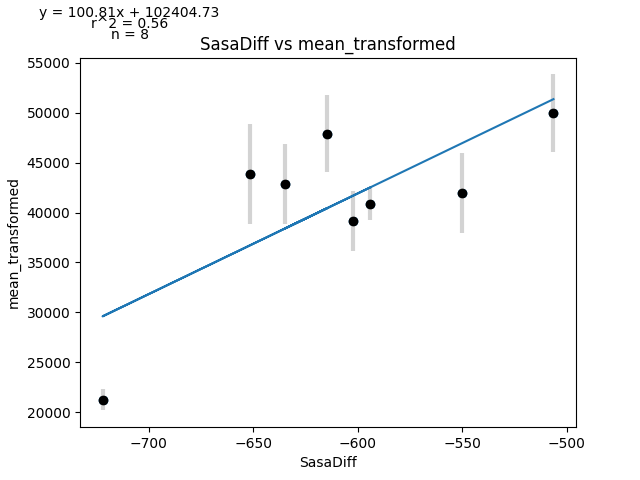 y = 100.81x + 102404.73
r^2 = 0.56
n = 8
SasaDiff vs mean_transformed
55000
50000
45000
40000
35000
30000
25000
20000
mean_transformed
−700
−650
−600
−550
−500
SasaDiff